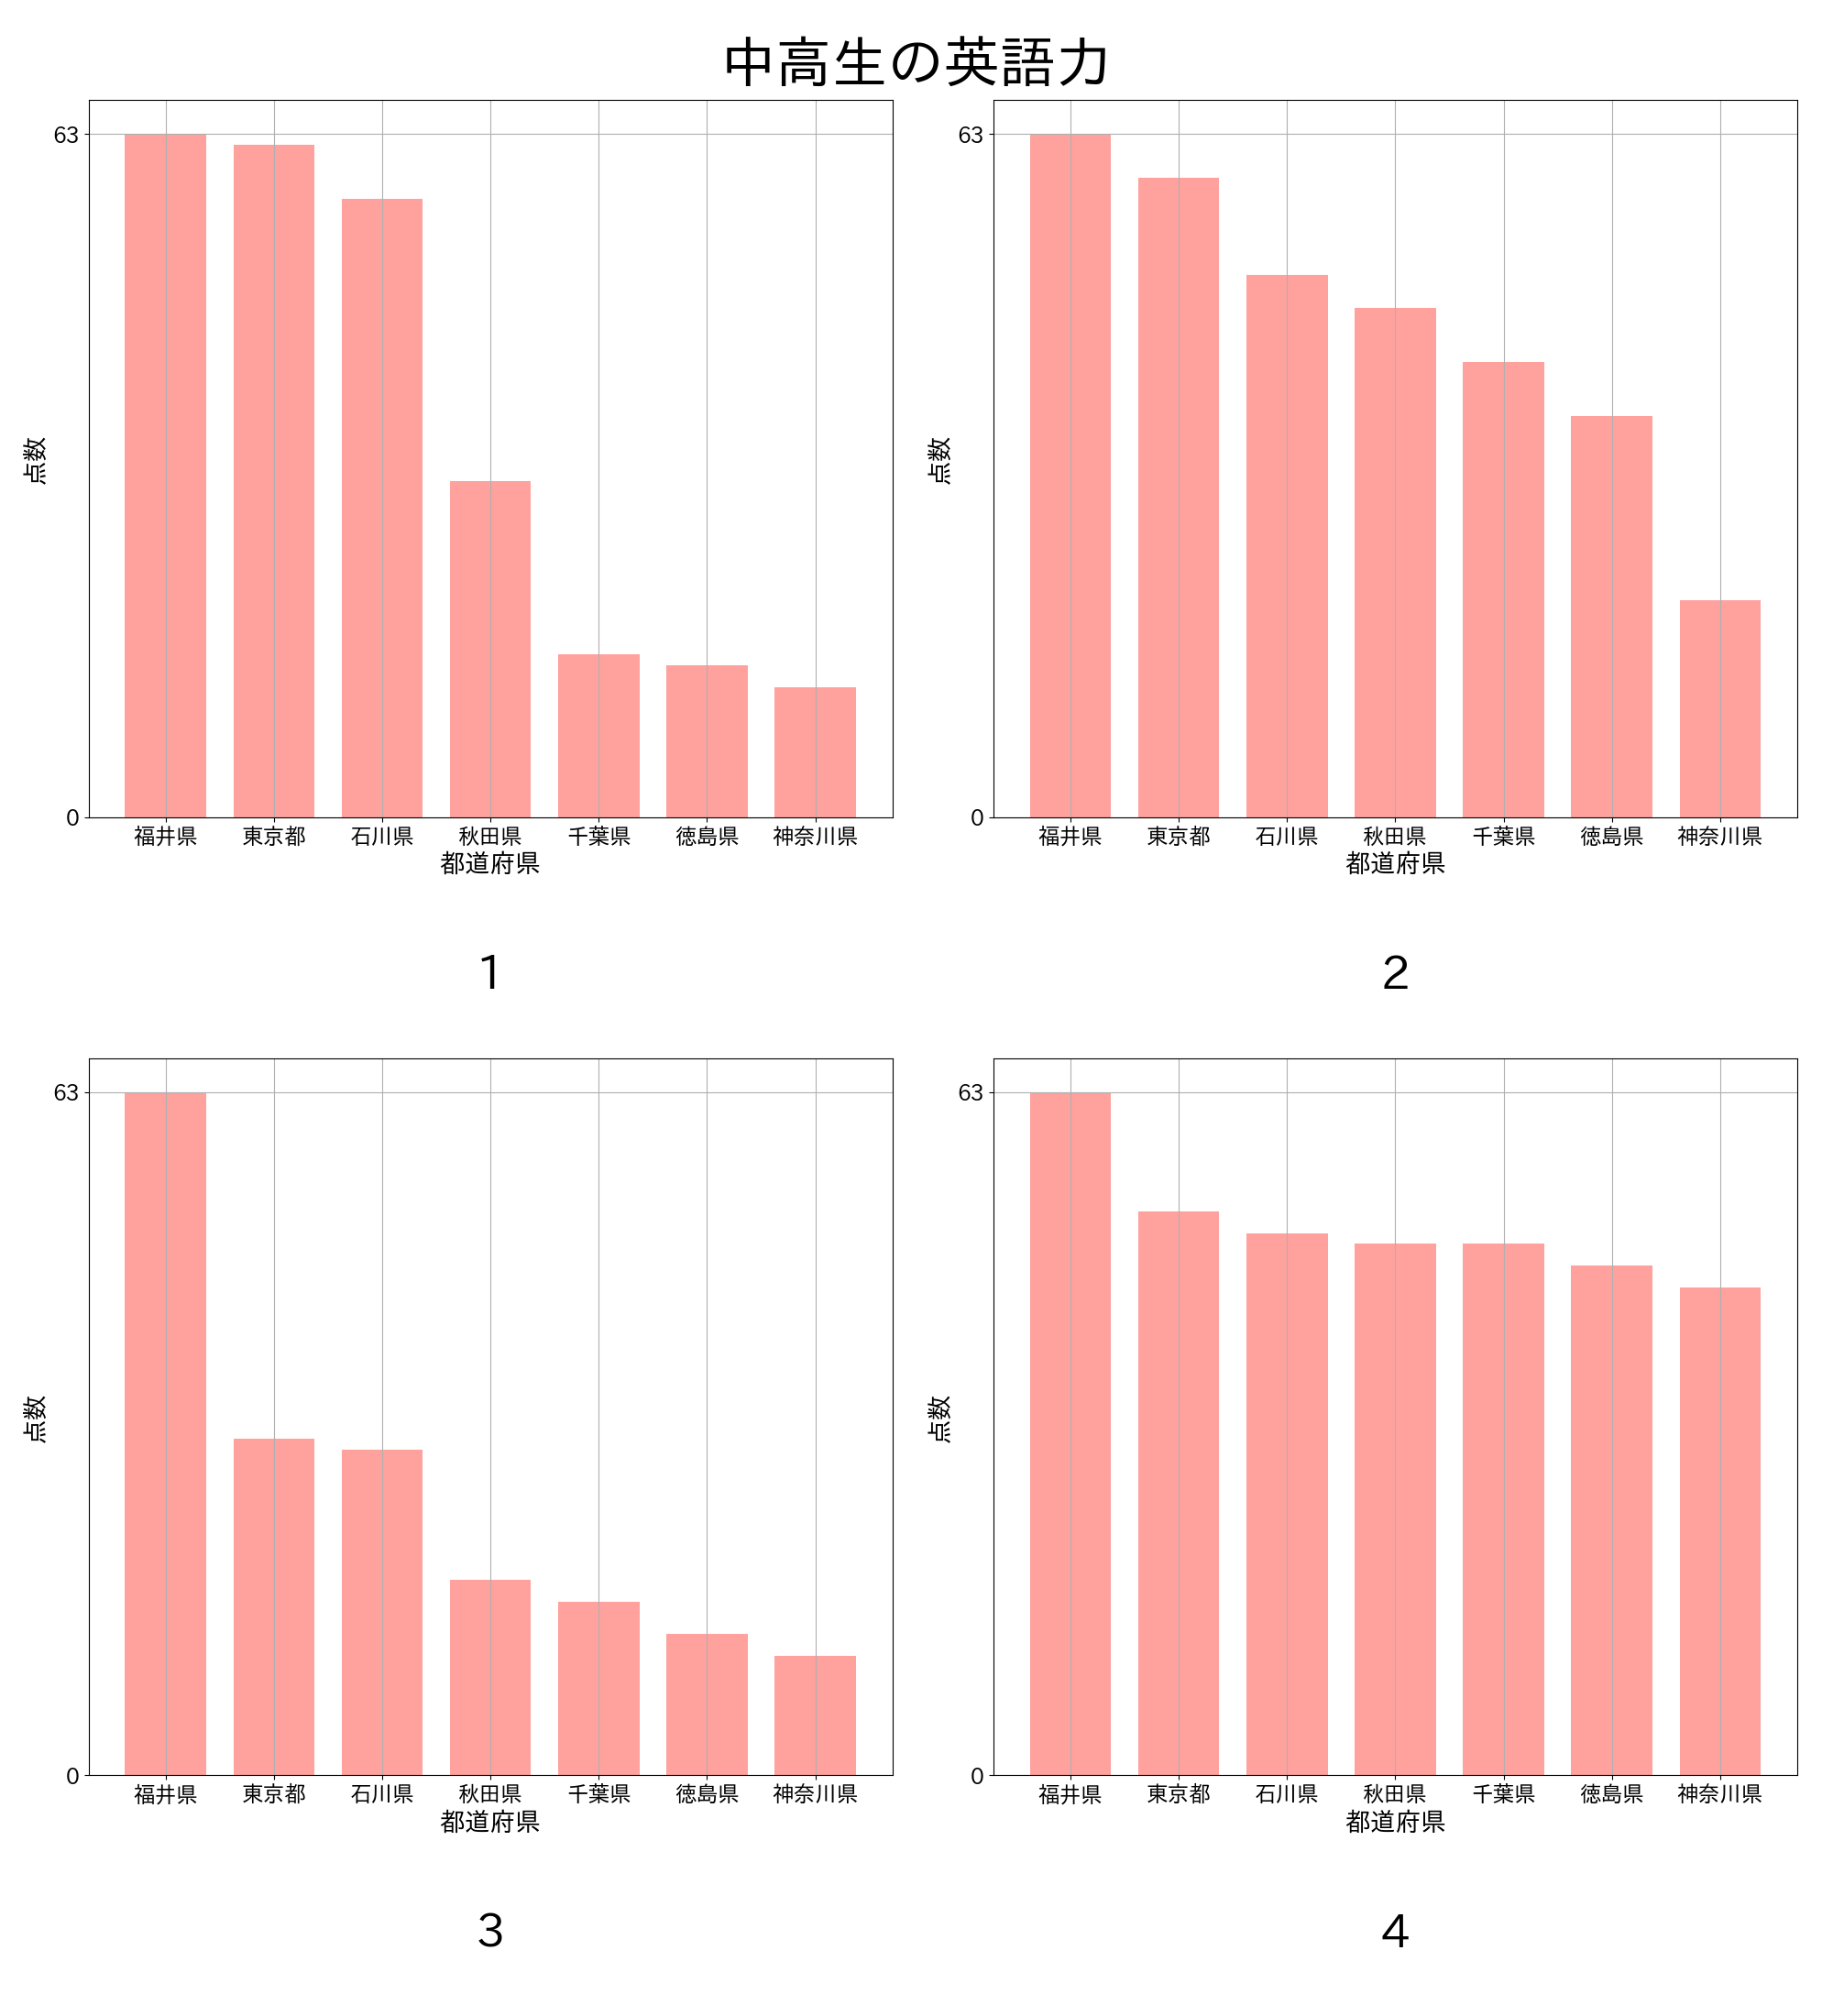 中高生の英語力
63
0
点数
福井県 東京都 石川県 秋田県 千葉県 徳島県 神奈川県
都道府県
1
63
0
点数
福井県 東京都 石川県 秋田県 千葉県 徳島県 神奈川県
都道府県
2
63
0
点数
福井県 東京都 石川県 秋田県 千葉県 徳島県 神奈川県
都道府県
3
63
0
点数
福井県 東京都 石川県 秋田県 千葉県 徳島県 神奈川県
都道府県
4